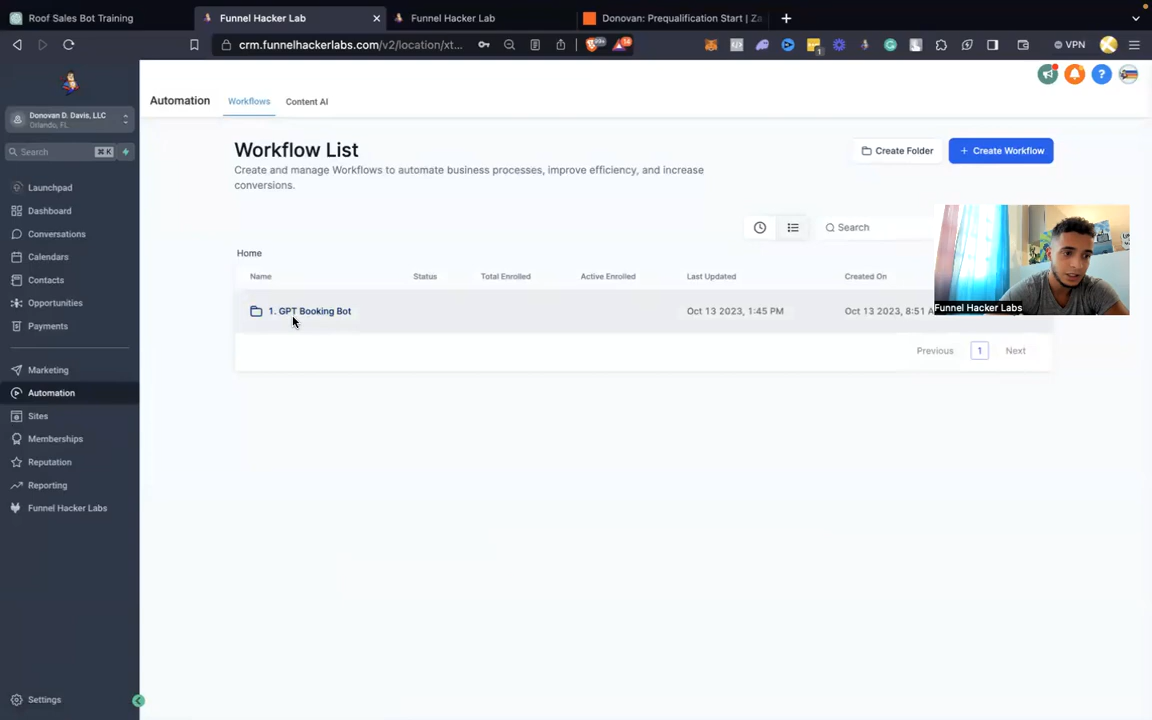 Roof Sales Bot Training
Funnel Hacker Lab
Funnel Hacker Lab
Donovan: Prequalification Start | Za
crm.funnelhackerlabs.com/v2/location/xt...
VPN
Donovan D. Davis, LLC
Orlando, FL
Search
⌘ K
Launchpad
Dashboard
Conversations
Calendars
Contacts
Opportunities
Payments
Marketing
Automation
Sites
Memberships
Reputation
Reporting
Funnel Hacker Labs
Settings
Automation
Workflows
Content AI
Workflow List
Create and manage Workflows to automate business processes, improve efficiency, and increase
conversions.
Create Folder
+ Create Workflow
Search
Home
Name Status Total Enrolled Active Enrolled Last Updated Created On
1. GPT Booking Bot Oct 13 2023, 1:45 PM Oct 13 2023, 8:51 A
Previous 1 Next
Funnel Hacker Labs